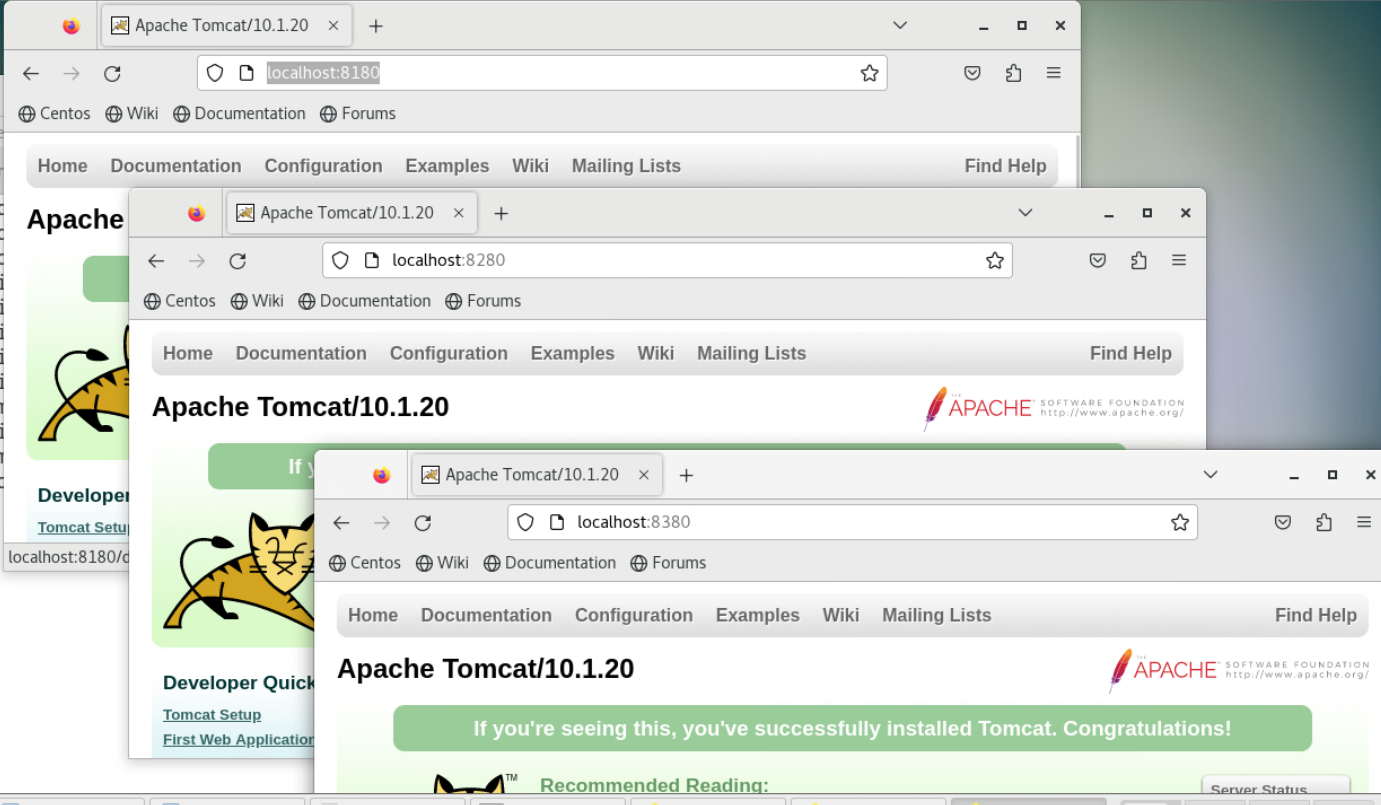 Apache Tomcat/10.1.20
localhost:8180
Centos Wiki Documentation Forums
Home Documentation Configuration Examples Wiki Mailing Lists Find Help
Apache
Developer
Tomcat Setup
localhost:8180/d
Apache Tomcat/10.1.20
localhost:8280
Centos Wiki Documentation Forums
Home Documentation Configuration Examples Wiki Mailing Lists Find Help
Apache Tomcat/10.1.20
THE
APACHE SOFTWARE FOUNDATION
http://www.apache.org/
If y
Developer Quick
Tomcat Setup
First Web Application
Apache Tomcat/10.1.20
localhost:8380
Centos Wiki Documentation Forums
Home Documentation Configuration Examples Wiki Mailing Lists Find Help
Apache Tomcat/10.1.20
THE
APACHE SOFTWARE FOUNDATION
http://www.apache.org/
If you're seeing this, you've successfully installed Tomcat. Congratulations!
TM
Recommended Reading:
Server Status